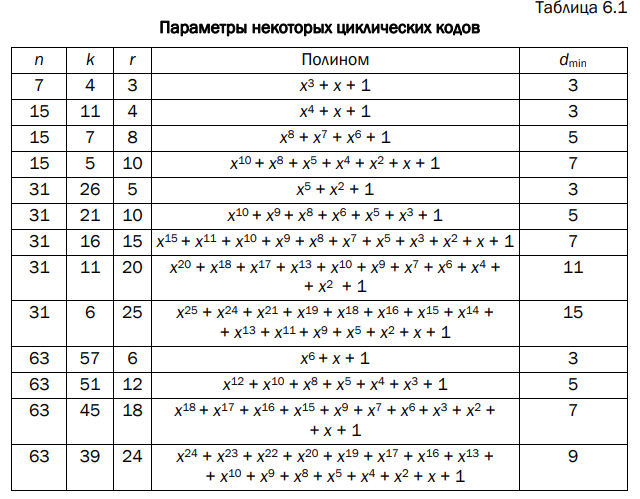 Таблица 6.1
Параметры некоторых циклических кодов
n k r Полином dmin
7 4 3 x³ + x + 1 3
15 11 4 x⁴ + x + 1 3
15 7 8 x⁸ + x⁷ + x⁶ + 1 5
15 5 10 x¹⁰ + x⁸ + x⁵ + x⁴ + x² + x + 1 7
31 26 5 x⁵ + x² + 1 3
31 21 10 x¹⁰ + x⁹ + x⁸ + x⁶ + x⁵ + x³ + 1 5
31 16 15 x¹⁵ + x¹¹ + x¹⁰ + x⁹ + x⁸ + x⁷ + x⁵ + x³ + x² + x + 1 7
31 11 20 x²⁰ + x¹⁸ + x¹⁷ + x¹³ + x¹⁰ + x⁹ + x⁷ + x⁶ + x⁴ + 11
+ x² + 1
31 6 25 x²⁵ + x²⁴ + x²¹ + x¹⁹ + x¹⁸ + x¹⁶ + x¹⁵ + x¹⁴ + 15
+ x¹³ + x¹¹ + x⁹ + x⁵ + x² + x + 1
63 57 6 x⁶ + x + 1 3
63 51 12 x¹² + x¹⁰ + x⁸ + x⁵ + x⁴ + x³ + 1 5
63 45 18 x¹⁸ + x¹⁷ + x¹⁶ + x¹⁵ + x⁹ + x⁷ + x⁶ + x³ + x² + 7
+ x + 1
63 39 24 x²⁴ + x²³ + x²² + x²⁰ + x¹⁹ + x¹⁷ + x¹⁶ + x¹³ + 9
+ x¹⁰ + x⁹ + x⁸ + x⁵ + x⁴ + x² + x + 1